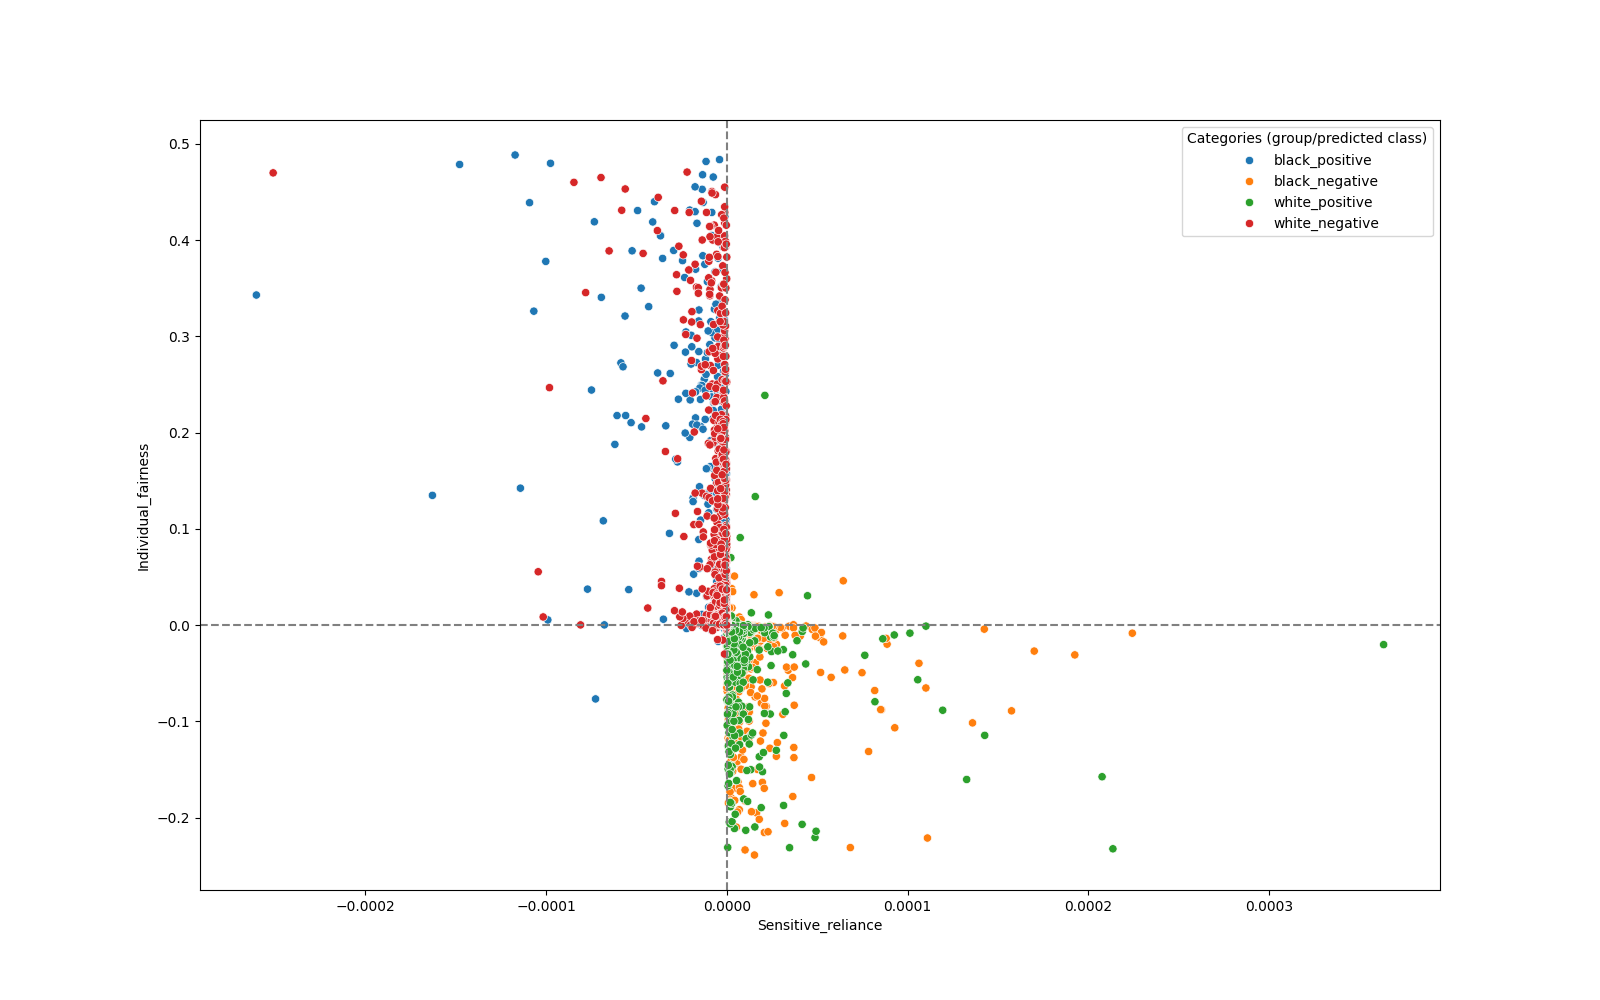 Categories (group/predicted class)
black_positive
black_negative
white_positive
white_negative
0.5
0.4
0.3
0.2
0.1
0.0
−0.1
−0.2
Individual_fairness
−0.0002
−0.0001
0.0000
0.0001
0.0002
0.0003
Sensitive_reliance